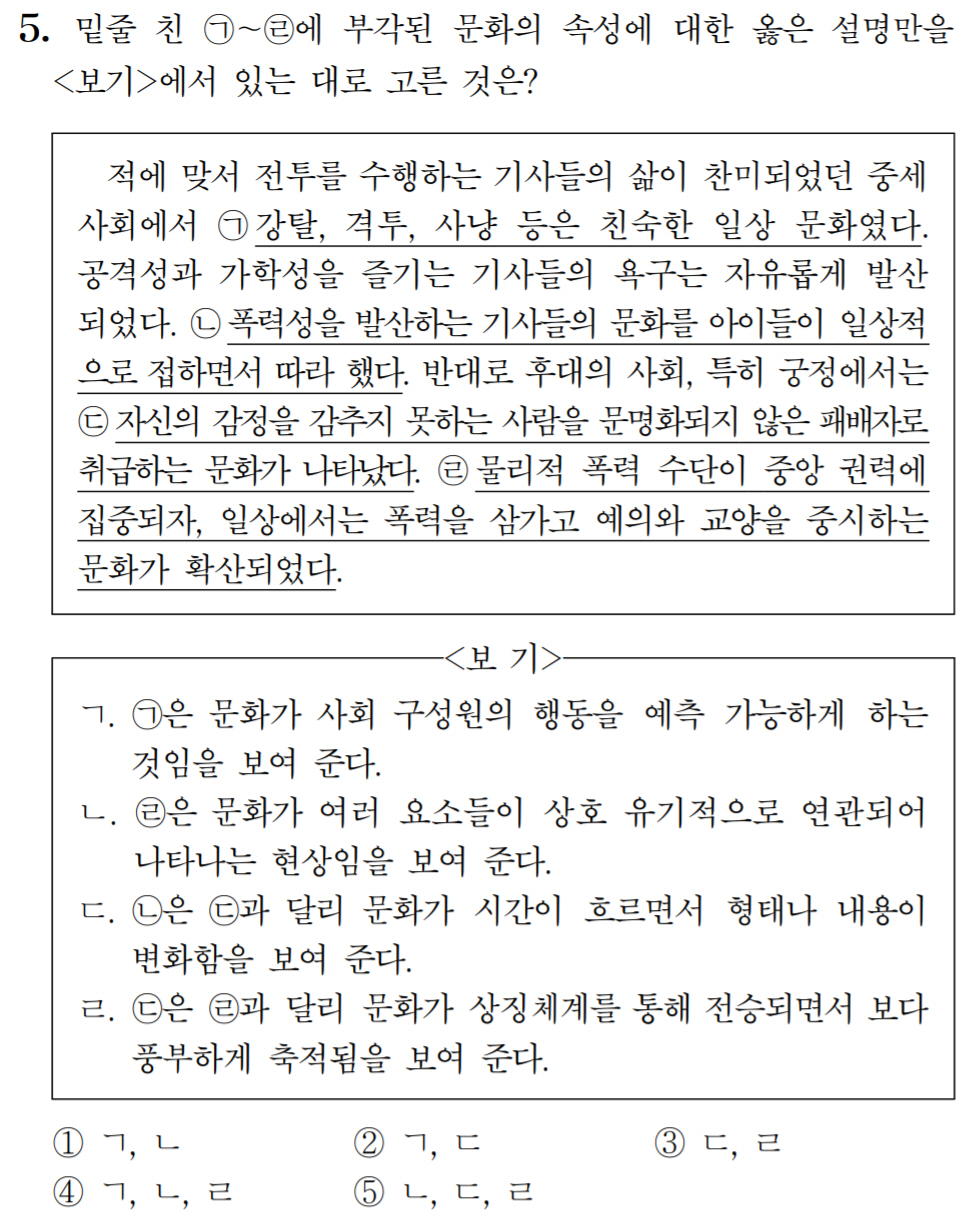 5. 밑줄 친 ㉠~㉣에 부각된 문화의 속성에 대한 옳은 설명만을
<보기>에서 있는 대로 고른 것은?
적에 맞서 전투를 수행하는 기사들의 삶이 찬미되었던 중세
사회에서 ㉠강탈, 격투, 사냥 등은 친숙한 일상 문화였다.
공격성과 가학성을 즐기는 기사들의 욕구는 자유롭게 발산
되었다. ㉡폭력성을 발산하는 기사들의 문화를 아이들이 일상적
으로 접하면서 따라 했다. 반대로 후대의 사회, 특히 궁정에서는
㉢자신의 감정을 감추지 못하는 사람을 문명화되지 않은 패배자로
취급하는 문화가 나타났다. ㉣물리적 폭력 수단이 중앙 권력에
집중되자, 일상에서는 폭력을 삼가고 예의와 교양을 중시하는
문화가 확산되었다.
<보 기>
ㄱ. ㉠은 문화가 사회 구성원의 행동을 예측 가능하게 하는
것임을 보여 준다.
ㄴ. ㉣은 문화가 여러 요소들이 상호 유기적으로 연관되어
나타나는 현상임을 보여 준다.
ㄷ. ㉡은 ㉢과 달리 문화가 시간이 흐르면서 형태나 내용이
변화함을 보여 준다.
ㄹ. ㉢은 ㉣과 달리 문화가 상징체계를 통해 전승되면서 보다
풍부하게 축적됨을 보여 준다.
① ㄱ, ㄴ ② ㄱ, ㄷ ③ ㄷ, ㄹ
④ ㄱ, ㄴ, ㄹ ⑤ ㄴ, ㄷ, ㄹ